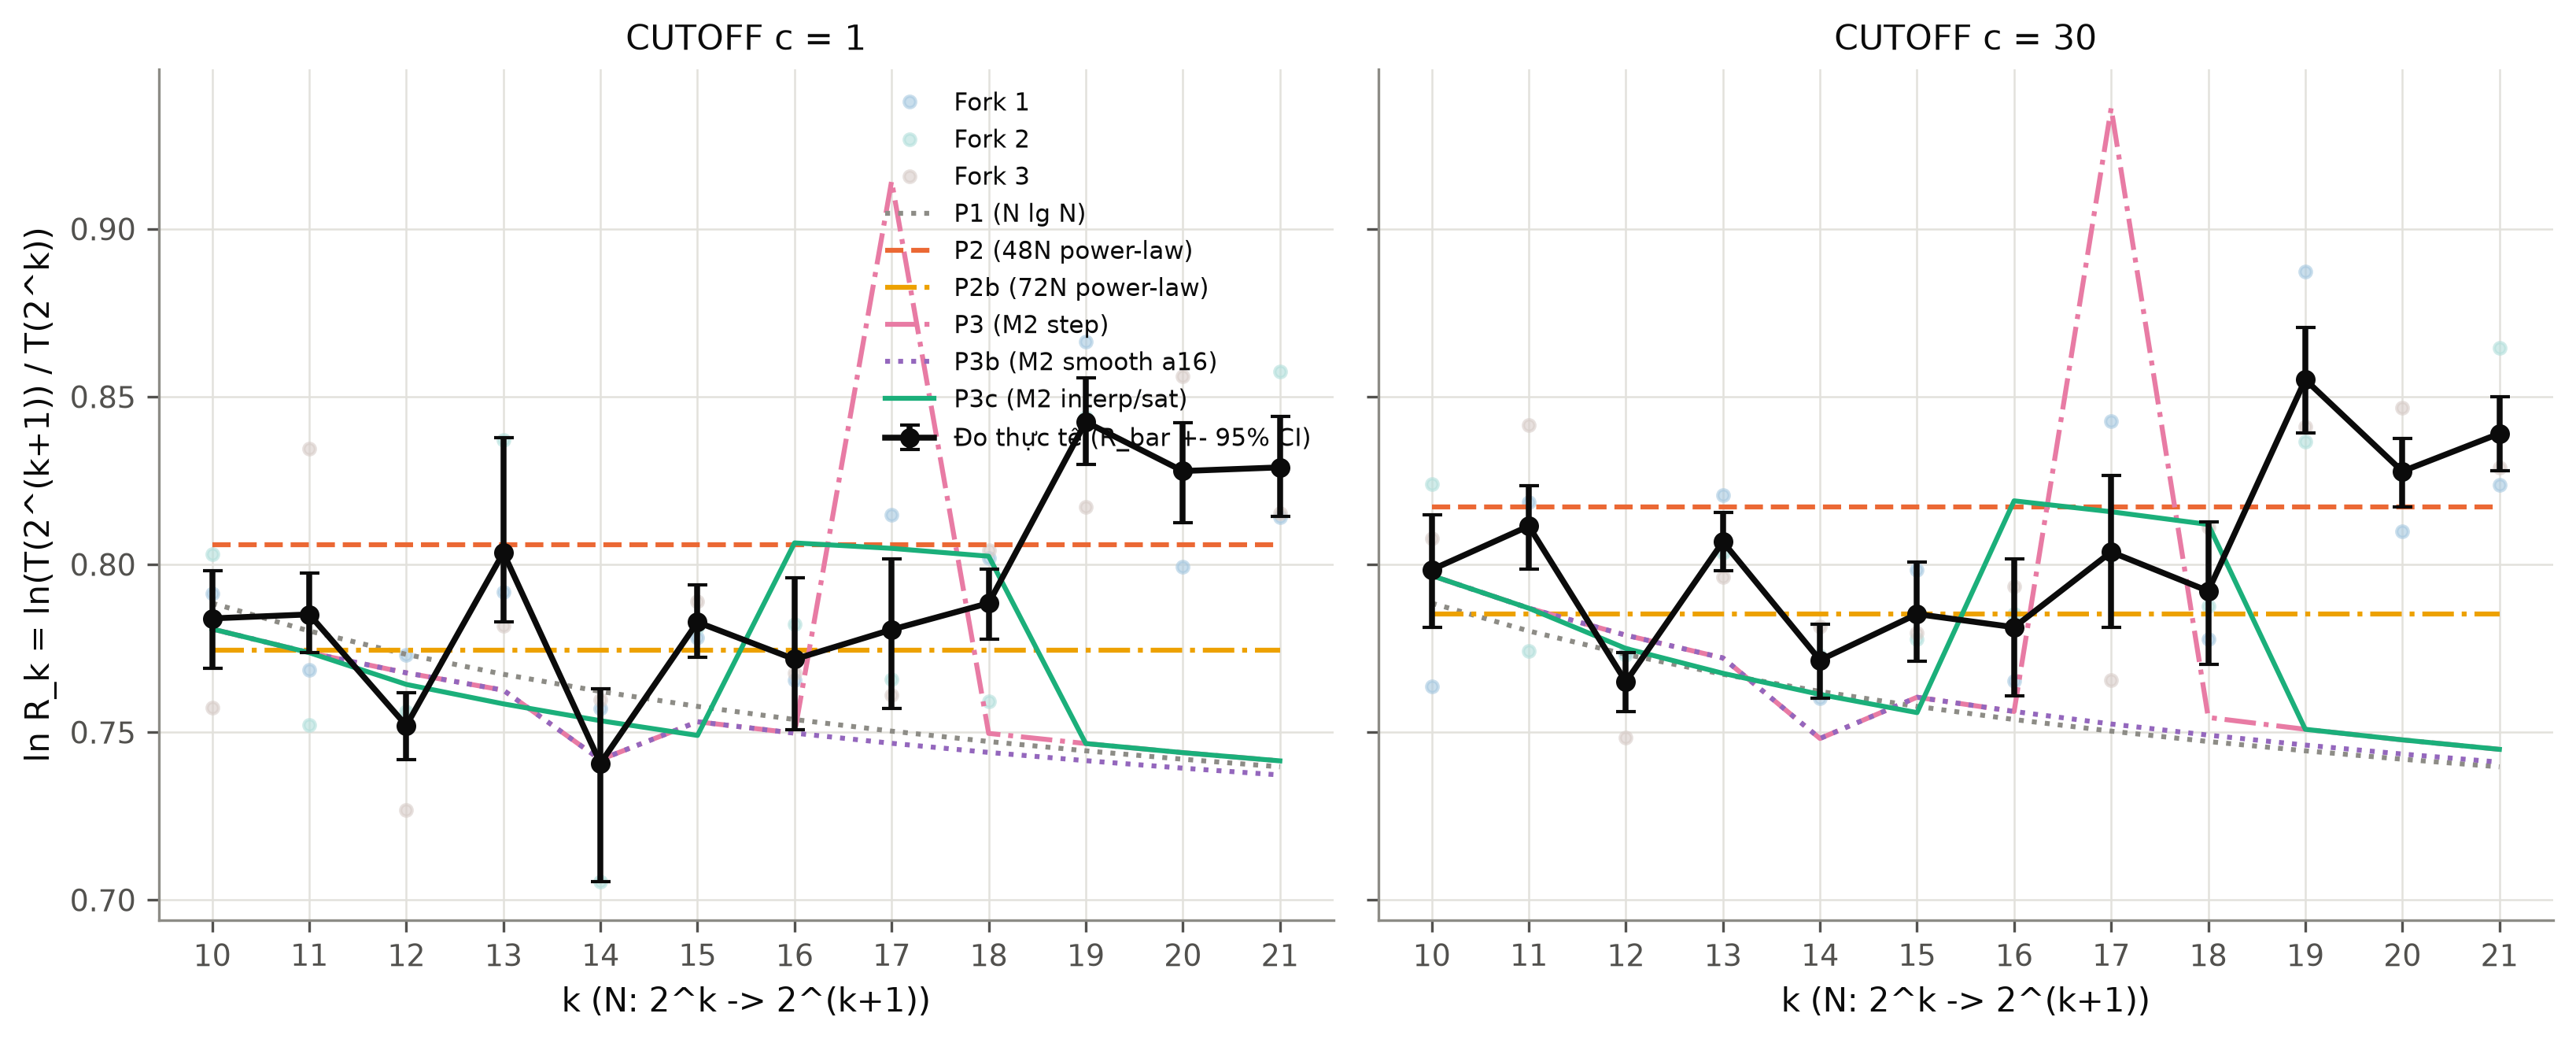 CUTOFF c = 1
CUTOFF c = 30
ln R_k = ln(T(2^(k+1)) / T(2^k))
0.90
0.85
0.80
0.75
0.70
Fork 1
Fork 2
Fork 3
P1 (N lg N)
P2 (48N power-law)
P2b (72N power-law)
P3 (M2 step)
P3b (M2 smooth a16)
P3c (M2 interp/sat)
Đo thực tế (R_bar +- 95% CI)
10 11 12 13 14 15 16 17 18 19 20 21
10 11 12 13 14 15 16 17 18 19 20 21
k (N: 2^k -> 2^(k+1))
k (N: 2^k -> 2^(k+1))